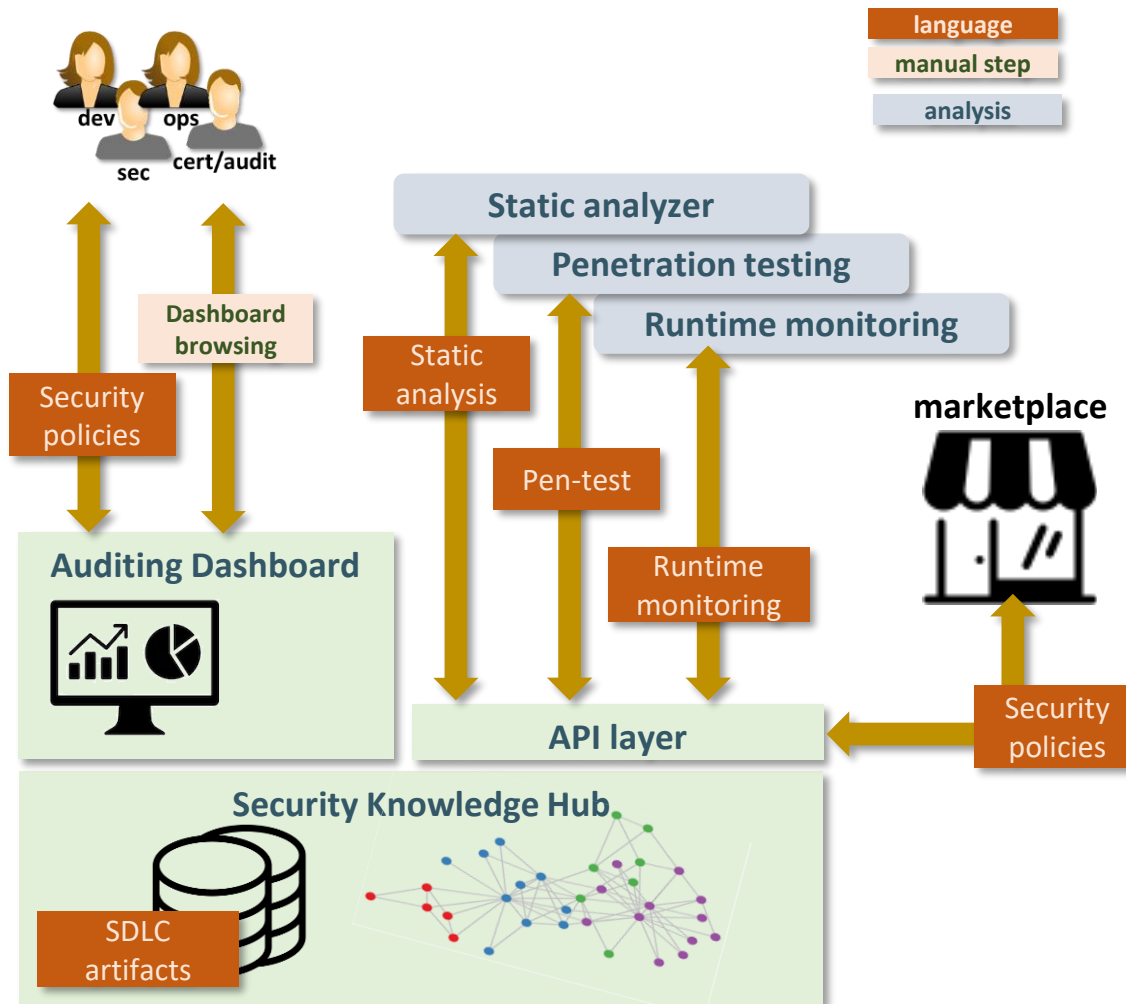 language
manual step
analysis
dev
ops
sec
cert/audit
Static analyzer
Penetration testing
Runtime monitoring
Dashboard
browsing
Static
analysis
Security
policies
marketplace
Pen-test
Auditing Dashboard
Runtime
monitoring
API layer
Security
policies
Security Knowledge Hub
SDLC
artifacts